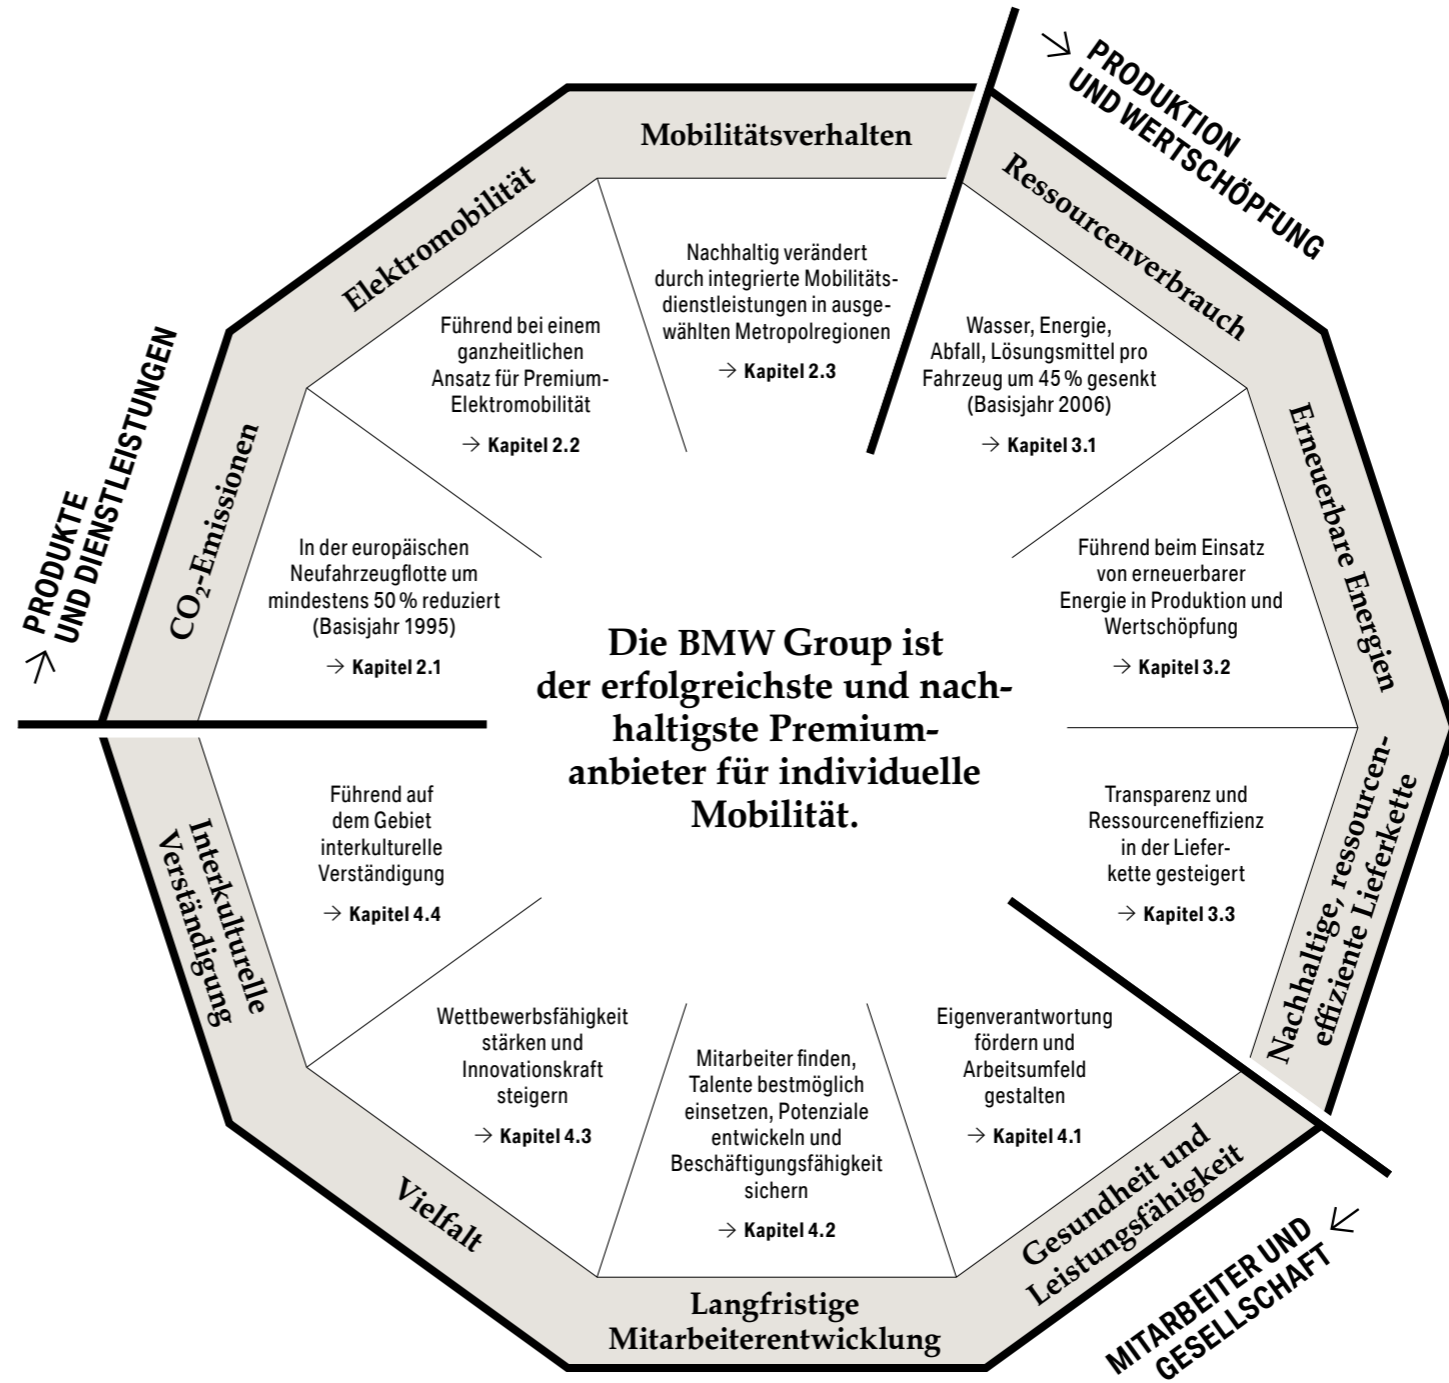 PRODUKTE
UND DIENSTLEISTUNGEN
CO₂-Emissionen
In der europäischen
Neufahrzeugflotte um
mindestens 50 % reduziert
(Basisjahr 1995)
→ Kapitel 2.1
Elektromobilität
Führend bei einem
ganzheitlichen
Ansatz für Premium-
Elektromobilität
→ Kapitel 2.2
Mobilitätsverhalten
Nachhaltig verändert
durch integrierte Mobilitäts-
dienstleistungen in ausge-
wählten Metropolregionen
→ Kapitel 2.3
PRODUKTION
UND WERTSCHÖPFUNG
Ressourcenverbrauch
Wasser, Energie,
Abfall, Lösungsmittel pro
Fahrzeug um 45 % gesenkt
(Basisjahr 2006)
→ Kapitel 3.1
Erneuerbare Energien
Führend beim Einsatz
von erneuerbarer
Energie in Produktion und
Wertschöpfung
→ Kapitel 3.2
Nachhaltige, ressourcen-
effiziente Lieferkette
Transparenz und
Ressourceneffizienz
in der Liefer-
kette gesteigert
→ Kapitel 3.3
MITARBEITER UND
GESELLSCHAFT
Gesundheit und
Leistungsfähigkeit
Eigenverantwortung
fördern und
Arbeitsumfeld
gestalten
→ Kapitel 4.1
Langfristige
Mitarbeiterentwicklung
Mitarbeiter finden,
Talente bestmöglich
einsetzen, Potenziale
entwickeln und
Beschäftigungsfähigkeit
sichern
→ Kapitel 4.2
Vielfalt
Wettbewerbsfähigkeit
stärken und
Innovationskraft
steigern
→ Kapitel 4.3
Interkulturelle
Verständigung
Führend auf
dem Gebiet
interkulturelle
Verständigung
→ Kapitel 4.4
Die BMW Group ist
der erfolgreichste und nach-
haltigste Premium-
anbieter für individuelle
Mobilität.